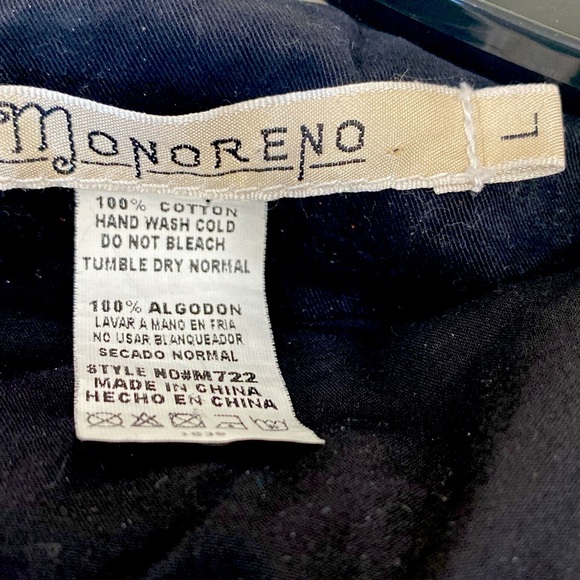 MONORENO
L
100% COTTON
HAND WASH COLD
DO NOT BLEACH
TUMBLE DRY NORMAL
100% ALGODON
LAVAR A MANO EN FRIA
NO USAR BLANQUEADOR
SECADO NORMAL
STYLE NO#M722
MADE IN CHINA
HECHO EN CHINA